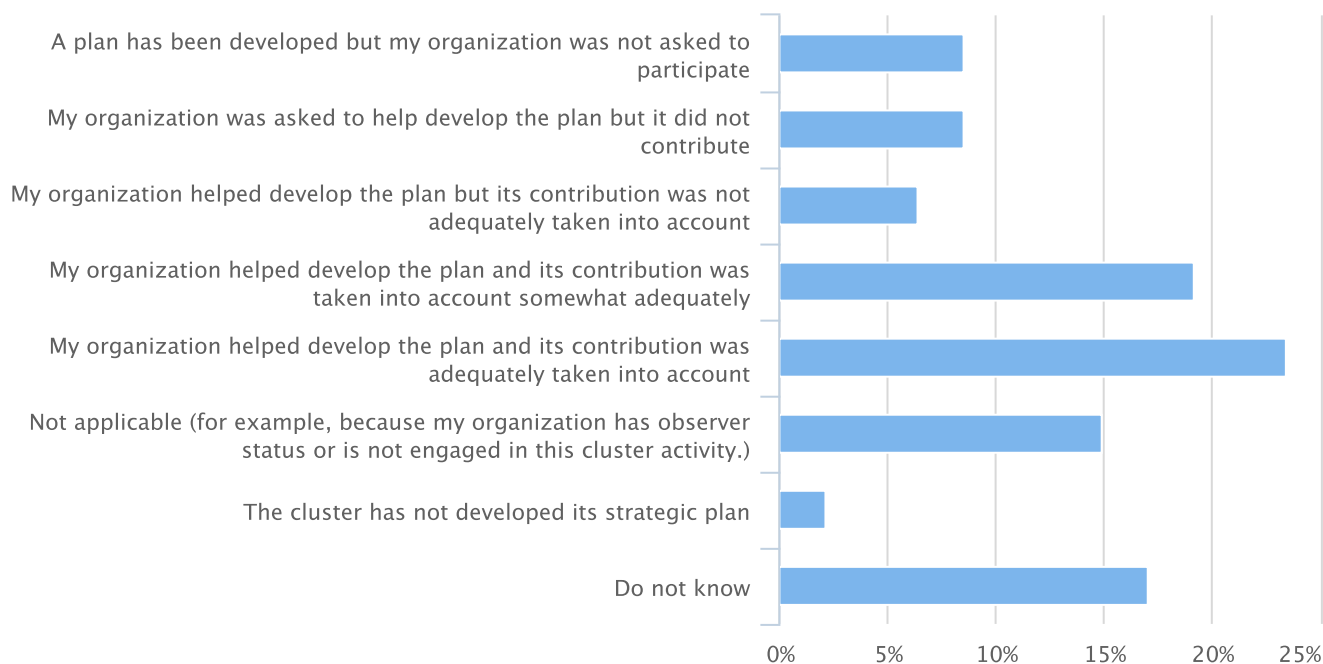 A plan has been developed but my organization was not asked to
participate
My organization was asked to help develop the plan but it did not
contribute
My organization helped develop the plan but its contribution was not
adequately taken into account
My organization helped develop the plan and its contribution was
taken into account somewhat adequately
My organization helped develop the plan and its contribution was
adequately taken into account
Not applicable (for example, because my organization has observer
status or is not engaged in this cluster activity.)
The cluster has not developed its strategic plan
Do not know
0% 5% 10% 15% 20% 25%